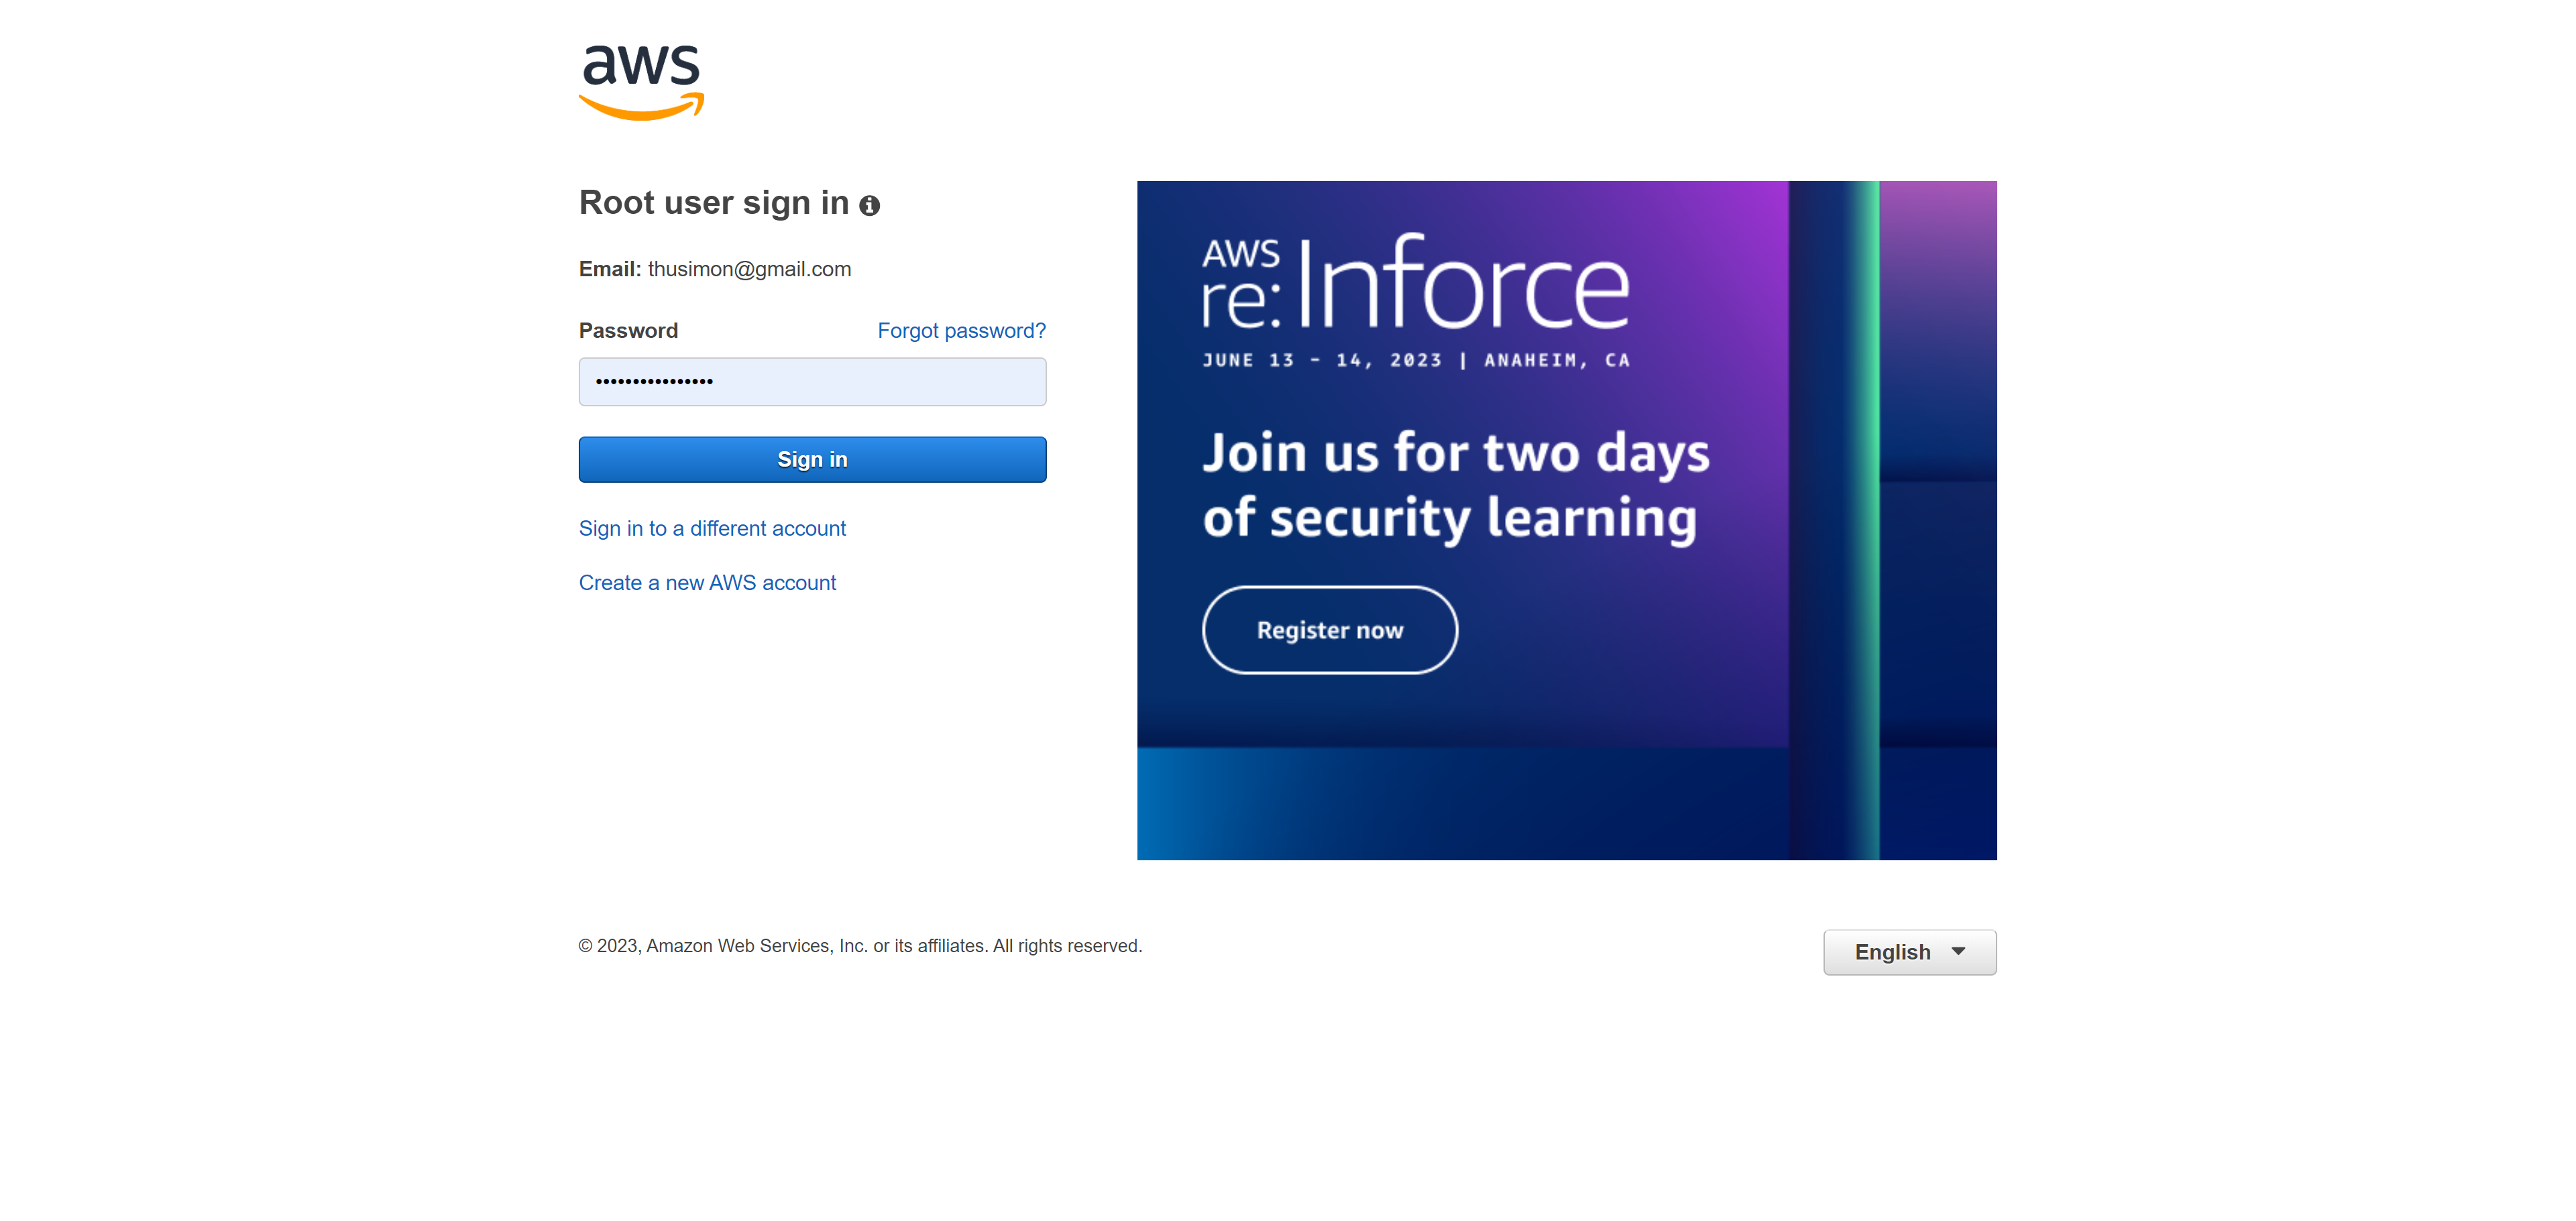 aws
Root user sign in
Email: thusimon@gmail.com
Password
Forgot password?
••••••••••••••••
Sign in
Sign in to a different account
Create a new AWS account
AWS
re:Inforce
JUNE 13 - 14, 2023 | ANAHEIM, CA
Join us for two days
of security learning
Register now
© 2023, Amazon Web Services, Inc. or its affiliates. All rights reserved.
English